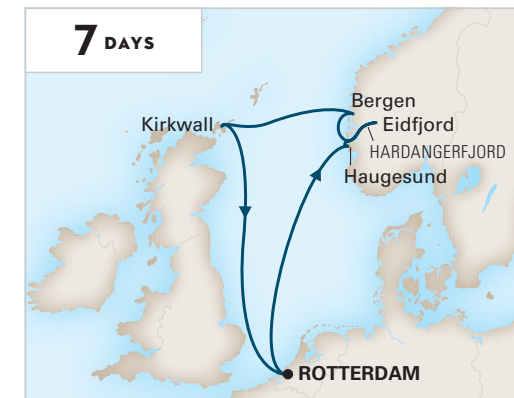 7 DAYS
Bergen
Kirkwall
Eidfjord
HARDANGERFJORD
Haugesund
ROTTERDAM